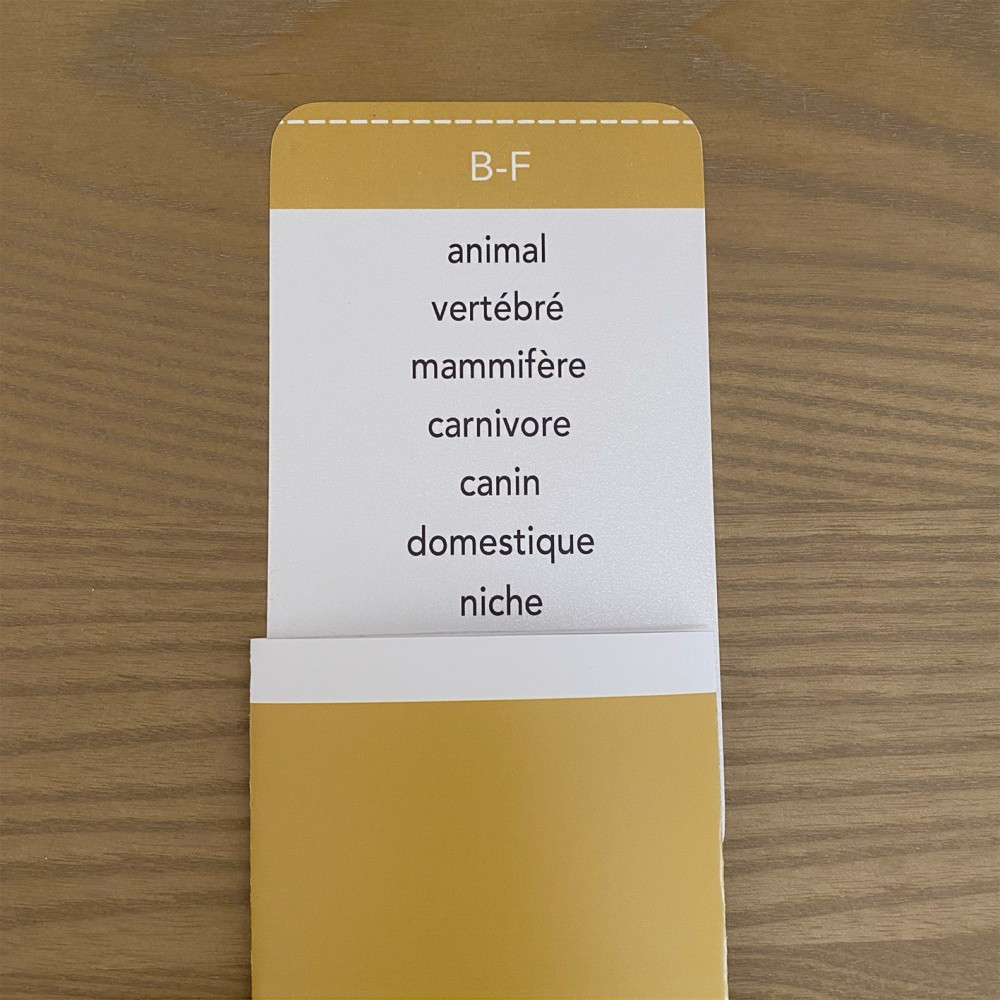 B-F
animal
vertébré
mammifère
carnivore
canin
domestique
niche